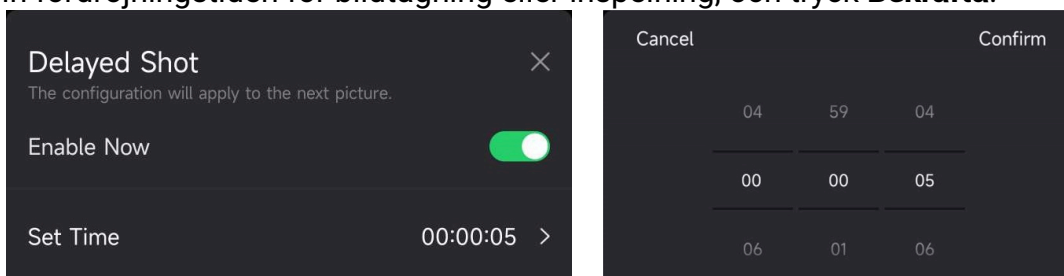 in fördröjningstiden för bildtagning eller inspelning, och tryck Bekräfta.
Delayed Shot
The configuration will apply to the next picture.
Enable Now
Set Time 00:00:05 >
Cancel Confirm
04 59 04
00 00 05
06 01 06